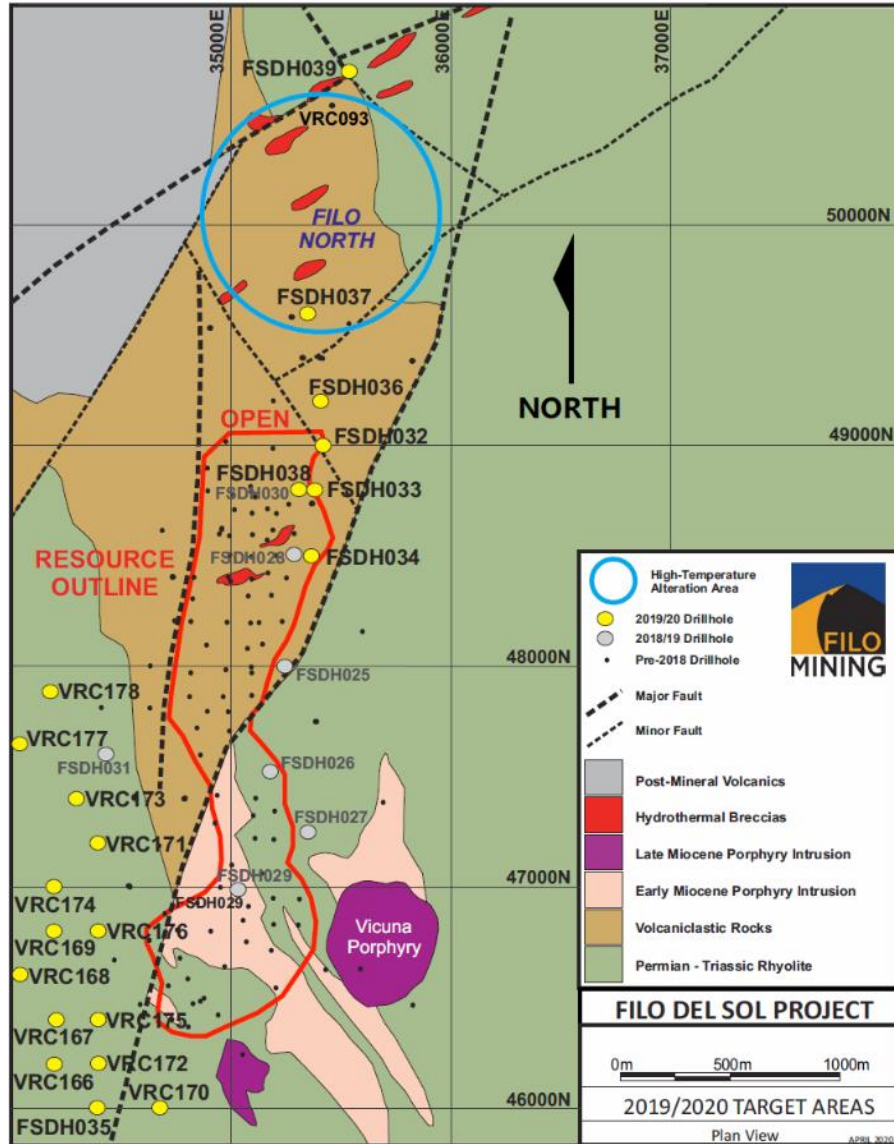 35000E
36000E
37000E
FSDH039
VRC093
50000N
FILO
NORTH
FSDH037
FSDH036
NORTH
OPEN
FSDH032
49000N
FSDH038
FSDH030
FSDH033
FSDH028
FSDH034
RESOURCE
OUTLINE
48000N
FSDH025
VRC178
VRC177
FSDH031
FSDH026
VRC173
FSDH027
VRC171
47000N
FSDH029
VRC174
FSDH029
VRC169
VRC176
Vicuna
Porphyry
VRC168
VRC167
VRC175
VRC166
VRC172
VRC170
FSDH035
46000N
High-Temperature
Alteration Area
2019/20 Drillhole
2018/19 Drillhole
Pre-2018 Drillhole
FILO
MINING
Major Fault
Minor Fault
Post-Mineral Volcanics
Hydrothermal Breccias
Late Miocene Porphyry Intrusion
Early Miocene Porphyry Intrusion
Volcaniclastic Rocks
Permian - Triassic Rhyolite
FILO DEL SOL PROJECT
0m 500m 1000m
2019/2020 TARGET AREAS
Plan View
APRIL 2020